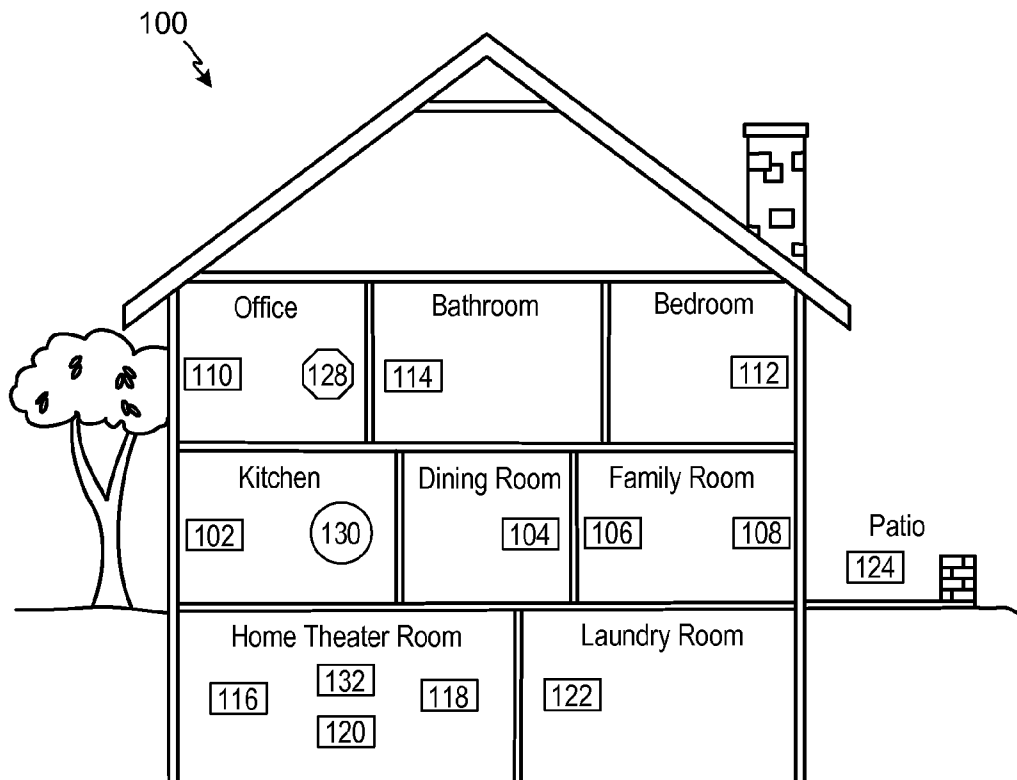 100
Office Bathroom Bedroom
110 128 114 112
Kitchen Dining Room Family Room
102 130 104 106 108
Patio
124
Home Theater Room Laundry Room
132
116 118 122
120